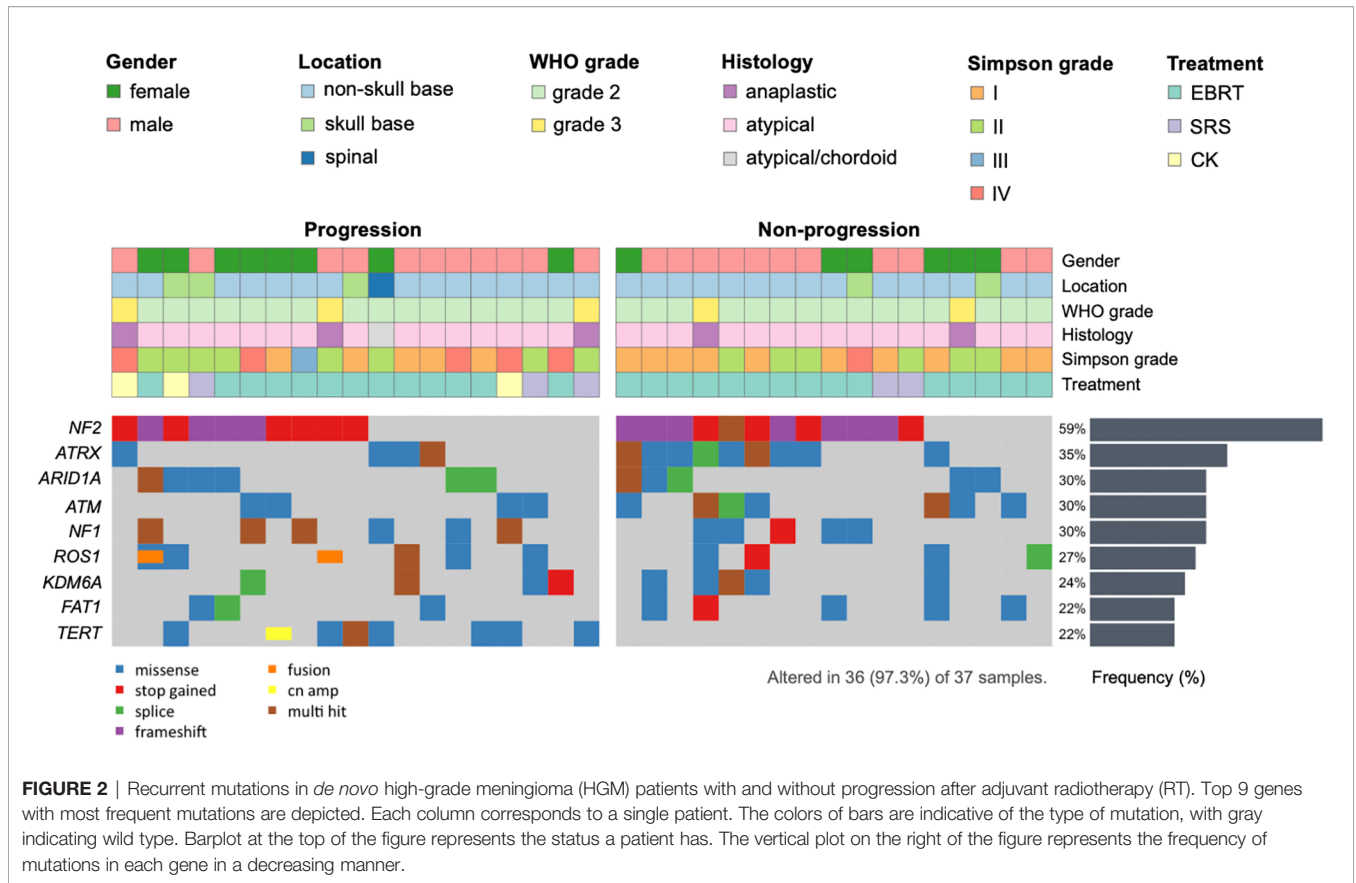 Gender Location WHO grade Histology Simpson grade Treatment
female non-skull base grade 2 anaplastic I EBRT
male skull base grade 3 atypical II SRS
spinal atypical/chordoid III CK
IV
Progression Non-progression
Gender
Location
WHO grade
Histology
Simpson grade
Treatment
NF2 59%
ATRX 35%
ARID1A 30%
ATM 30%
NF1 30%
ROS1 27%
KDM6A 24%
FAT1 22%
TERT 22%
missense fusion
stop gained cn amp
splice multi hit
frameshift
Altered in 36 (97.3%) of 37 samples. Frequency (%)
FIGURE 2 | Recurrent mutations in de novo high-grade meningioma (HGM) patients with and without progression after adjuvant radiotherapy (RT). Top 9 genes
with most frequent mutations are depicted. Each column corresponds to a single patient. The colors of bars are indicative of the type of mutation, with gray
indicating wild type. Barplot at the top of the figure represents the status a patient has. The vertical plot on the right of the figure represents the frequency of
mutations in each gene in a decreasing manner.